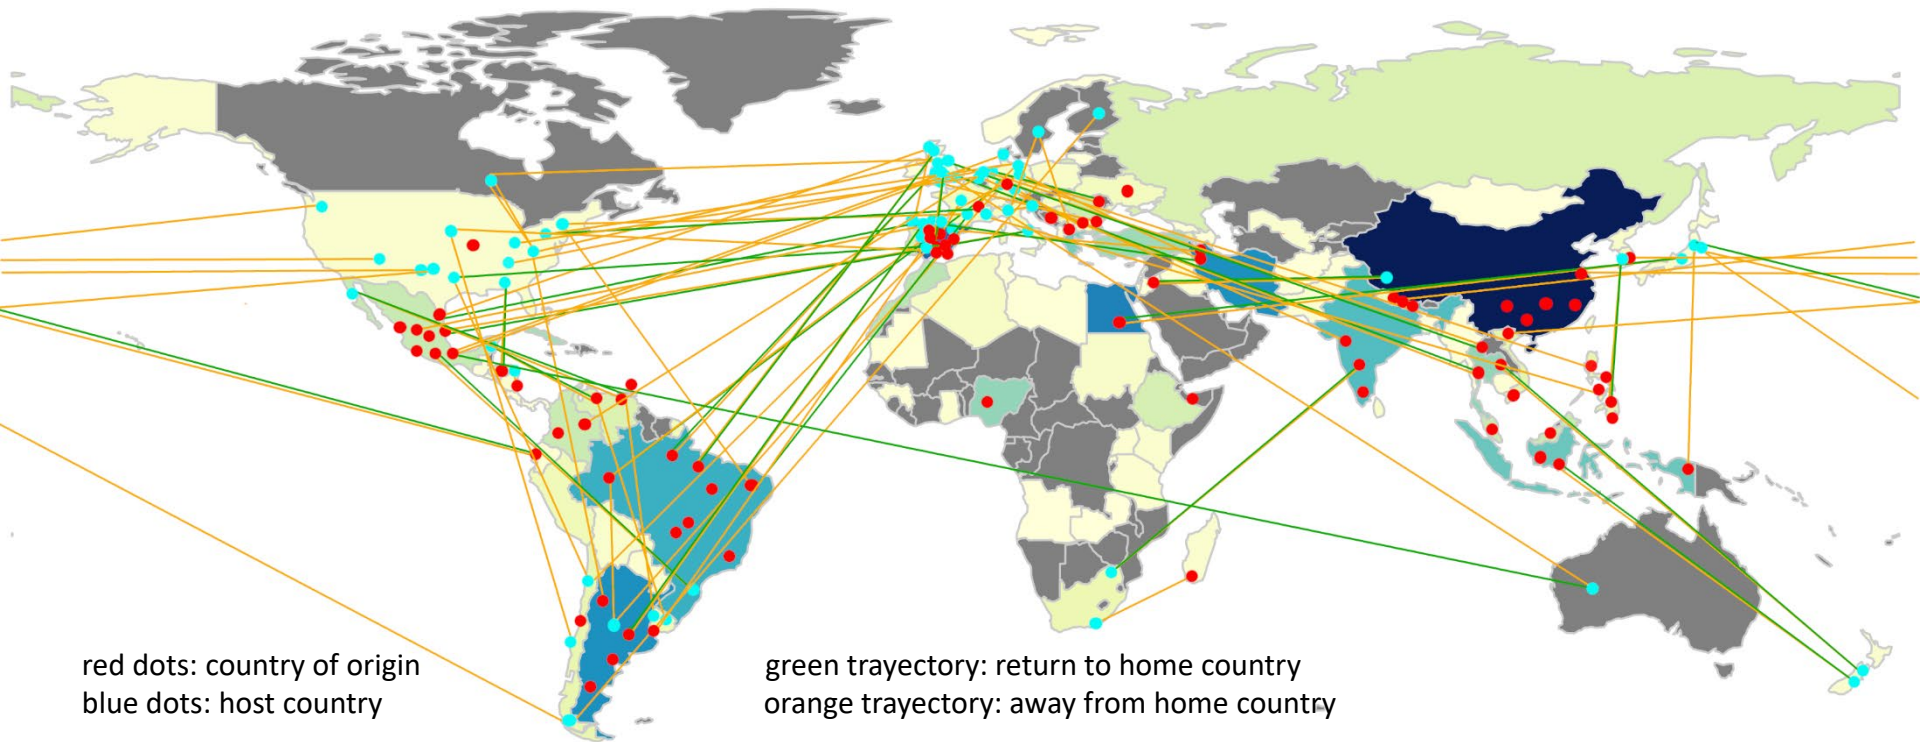 red dots: country of origin
blue dots: host country
green trayectory: return to home country
orange trayectory: away from home country